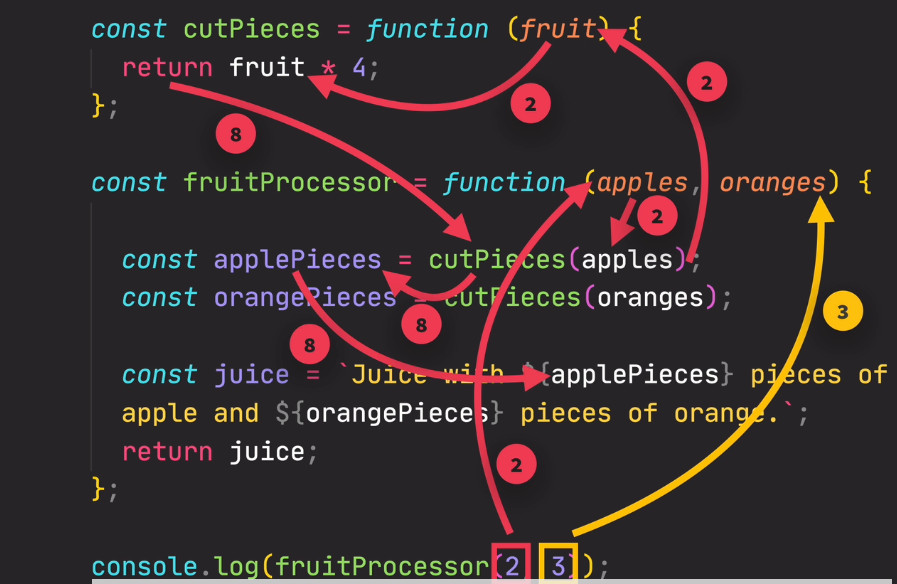 const cutPieces = function (fruit) {
return fruit * 4;
};
const fruitProcessor = function (apples, oranges) {
const applePieces = cutPieces(apples);
const orangePieces = cutPieces(oranges);
const juice = `Juice with ${applePieces} pieces of
apple and ${orangePieces} pieces of orange.`;
return juice;
};
console.log(fruitProcessor(2, 3));
2
2
8
2
3
8
8
2